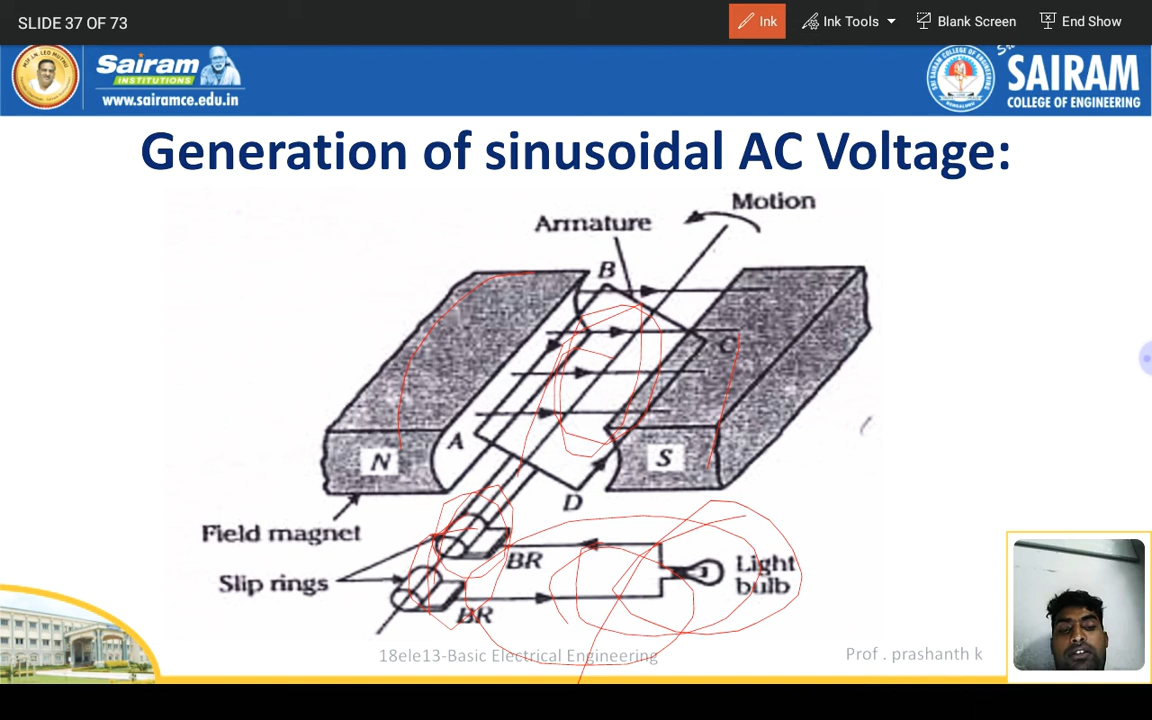 SLIDE 37 OF 73
Ink
Ink Tools
Blank Screen
End Show
Sairam
INSTITUTIONS
www.sairamce.edu.in
SAIRAM
COLLEGE OF ENGINEERING
Generation of sinusoidal AC Voltage:
Motion
Armature
B
C
A
N
S
D
Field magnet
BR
Light
bulb
Slip rings
BR
18ele13-Basic Electrical Engineering
Prof . prashanth k